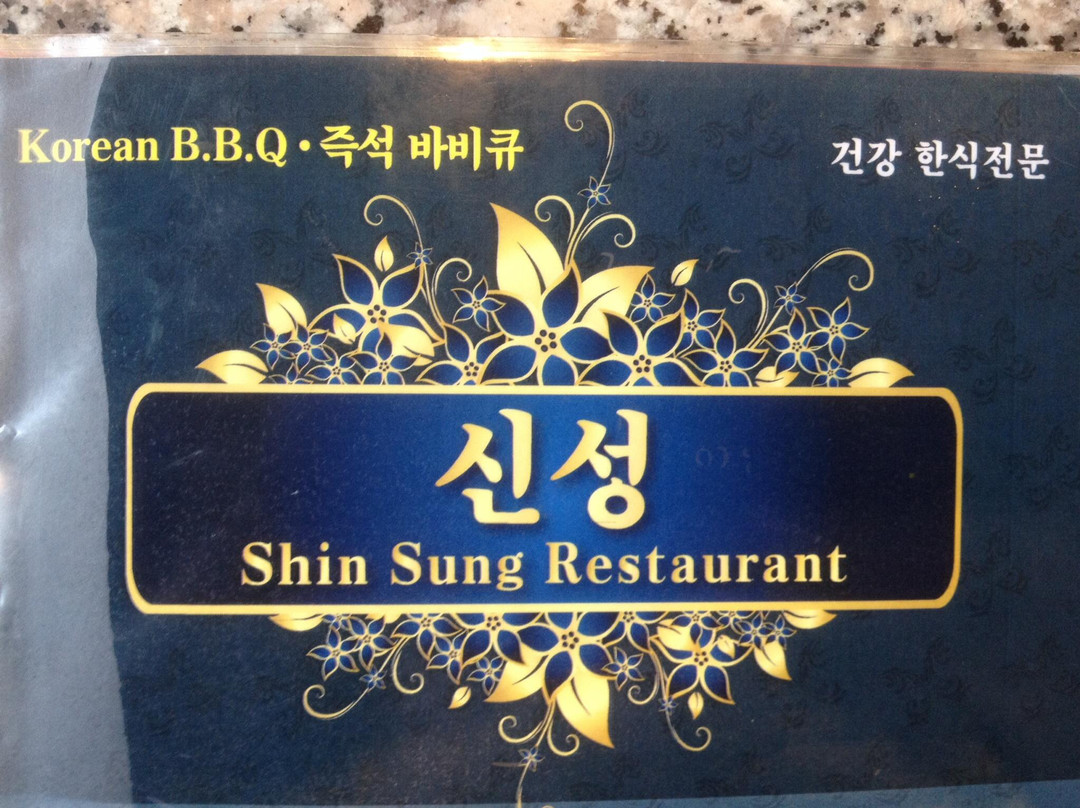 Korean B.B.Q • 즉석 바비큐
건강 한식전문
신성
Shin Sung Restaurant